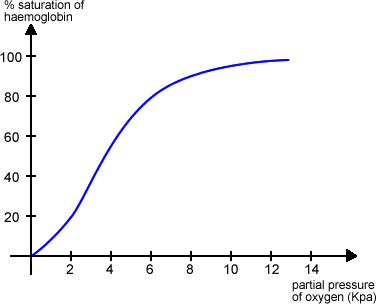 % saturation of
haemoglobin
100
80
60
40
20
2 4 6 8 10 12 14
partial pressure
of oxygen (Kpa)